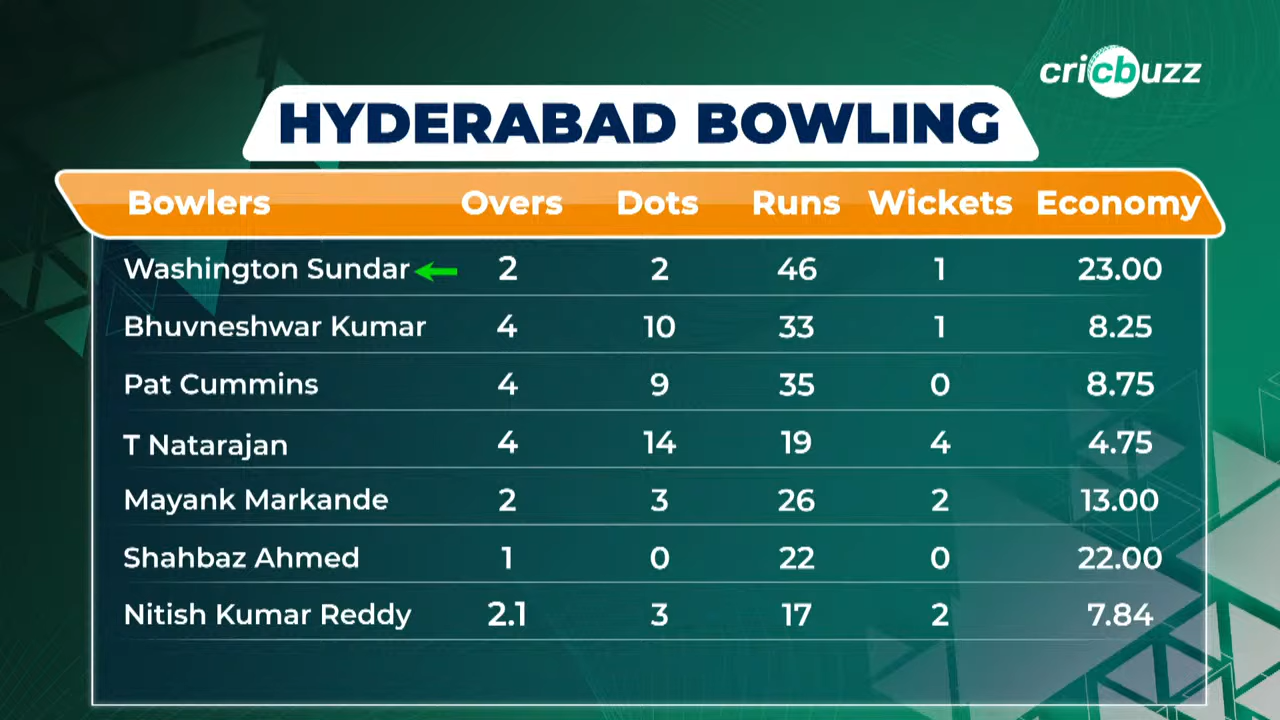 cricbuzz
HYDERABAD BOWLING
Bowlers Overs Dots Runs Wickets Economy
Washington Sundar 2 2 46 1 23.00
Bhuvneshwar Kumar 4 10 33 1 8.25
Pat Cummins 4 9 35 0 8.75
T Natarajan 4 14 19 4 4.75
Mayank Markande 2 3 26 2 13.00
Shahbaz Ahmed 1 0 22 0 22.00
Nitish Kumar Reddy 2.1 3 17 2 7.84